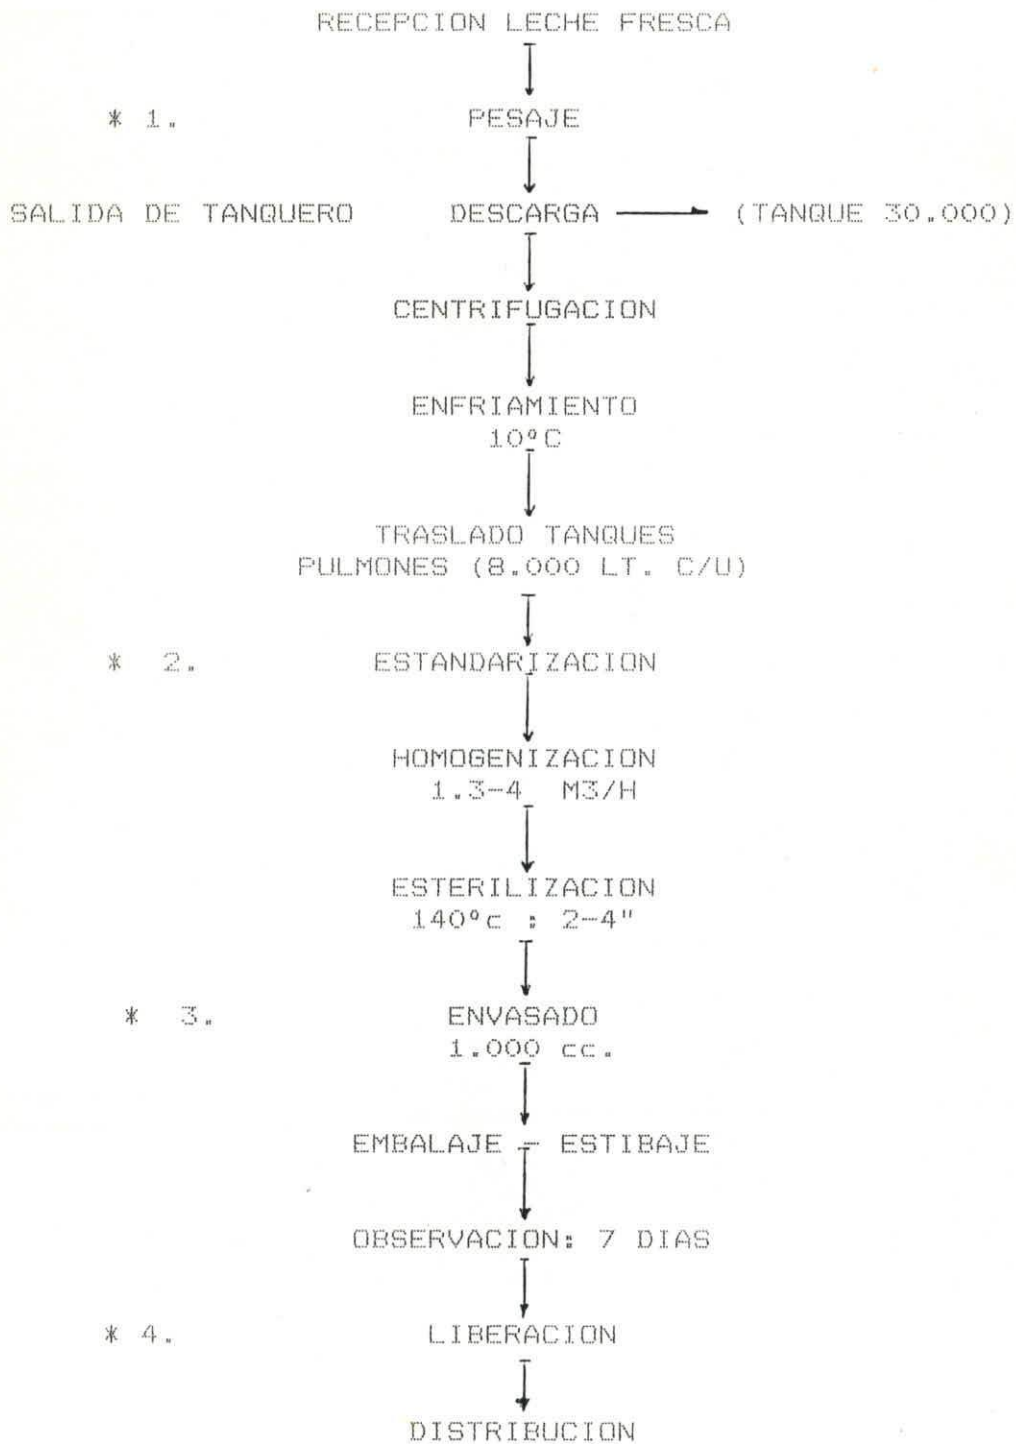 RECEPCION LECHE FRESCA
* 1. PESAJE
SALIDA DE TANQUERO DESCARGA (TANQUE 30.000)
CENTRIFUGACION
ENFRIAMIENTO
10ºC
TRASLADO TANQUES
PULMONES (8.000 LT. C/U)
* 2. ESTANDARIZACION
HOMOGENIZACION
1.3-4 M3/H
ESTERILIZACION
140ºc : 2-4"
* 3. ENVASADO
1.000 cc.
EMBALAJE - ESTIBAJE
OBSERVACION: 7 DIAS
* 4. LIBERACION
DISTRIBUCION